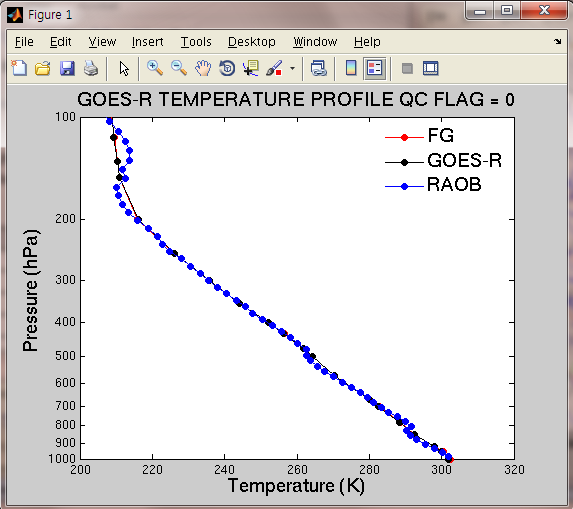 Figure 1
File Edit View Insert Tools Desktop Window Help
GOES-R TEMPERATURE PROFILE QC FLAG = 0
FG
GOES-R
RAOB
Pressure (hPa)
100
200
300
400
500
600
700
800
900
1000
200 220 240 260 280 300 320
Temperature (K)